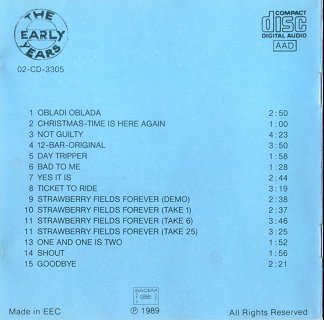 THE
EARLY
YEARS
COMPACT
disc
DIGITAL AUDIO
AAD
02-CD-3305
1 OBLADI OBLADA 2:50
2 CHRISTMAS-TIME IS HERE AGAIN 1:00
3 NOT GUILTY 4:23
4 12-BAR-ORIGINAL 3:50
5 DAY TRIPPER 1:58
6 BAD TO ME 1:28
7 YES IT IS 2:44
8 TICKET TO RIDE 3:19
9 STRAWBERRY FIELDS FOREVER (DEMO) 2:38
10 STRAWBERRY FIELDS FOREVER (TAKE 1) 2:37
11 STRAWBERRY FIELDS FOREVER (TAKE 6) 3:46
11 STRAWBERRY FIELDS FOREVER (TAKE 25) 3:25
13 ONE AND ONE IS TWO 1:52
14 SHOUT 1:56
15 GOODBYE 2:21
SACEM
Made in EEC ℗ 1989 All Rights Reserved